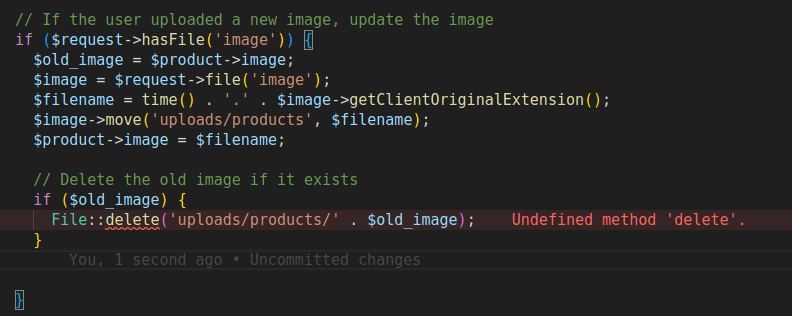 // If the user uploaded a new image, update the image
if ($request->hasFile('image')) {
$old_image = $product->image;
$image = $request->file('image');
$filename = time() . '.' . $image->getClientOriginalExtension();
$image->move('uploads/products', $filename);
$product->image = $filename;
// Delete the old image if it exists
if ($old_image) {
File::delete('uploads/products/' . $old_image); Undefined method 'delete'.
}
You, 1 second ago • Uncommitted changes
}